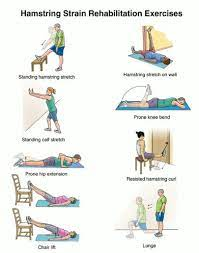 Hamstring Strain Rehabilitation Exercises
Standing hamstring stretch
Hamstring stretch on wall
Standing calf stretch
Prone knee bend
Prone hip extension
Resisted hamstring curl
Chair lift
Lunge